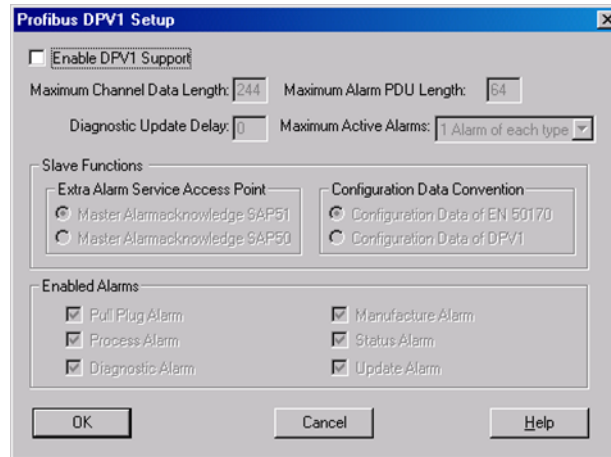 Profibus DPV1 Setup
Enable DPV1 Support
Maximum Channel Data Length: 244 Maximum Alarm PDU Length: 64
Diagnostic Update Delay: 0 Maximum Active Alarms: 1 Alarm of each type
Slave Functions
Extra Alarm Service Access Point
Master Alarmacknowledge SAP51
Master Alarmacknowledge SAP50
Configuration Data Convention
Configuration Data of EN 50170
Configuration Data of DPV1
Enabled Alarms
Pull Plug Alarm Manufacture Alarm
Process Alarm Status Alarm
Diagnostic Alarm Update Alarm
OK Cancel Help